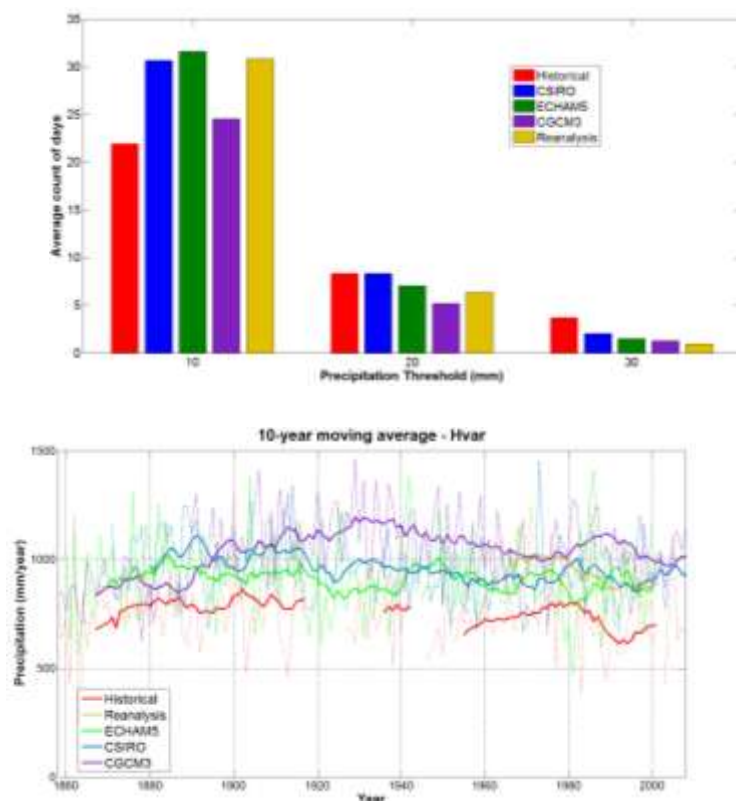 35
30
25
20
15
10
5
0
Average count of days
Historical
CSIRO
ECHAM5
CGCM3
Reanalysis
10 20 30
Precipitation Threshold (mm)
10-year moving average - Hvar
1500
1000
500
0
Precipitation (mm/year)
Historical
Reanalysis
ECHAM5
CSIRO
CGCM3
1860 1880 1900 1920 1940 1960 1980 2000
Year